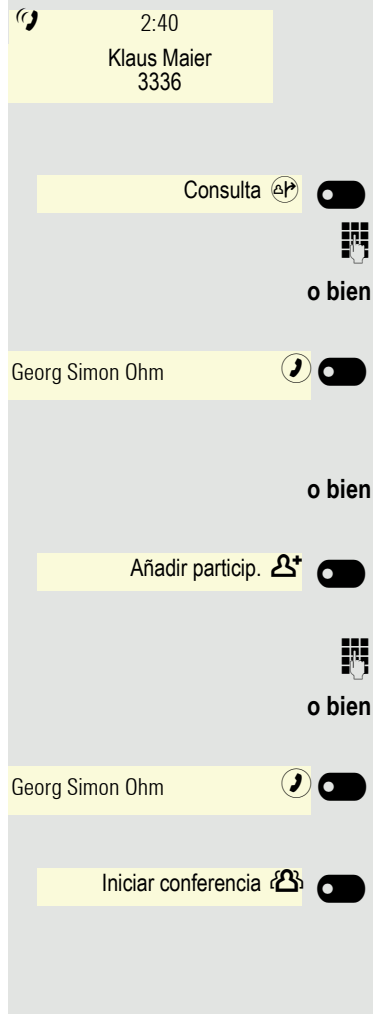 2:40
Klaus Maier
3336
Consulta
o bien
Georg Simon Ohm
o bien
Añadir particip.
o bien
Georg Simon Ohm
Iniciar conferencia